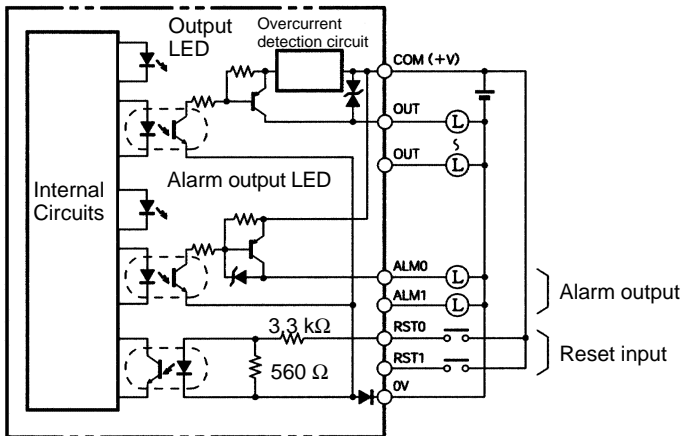 Output
LED
Overcurrent
detection circuit
COM (+V)
OUT
L
OUT
L
Internal
Circuits
Alarm output LED
ALM0
L
ALM1
L
Alarm output
3.3 kΩ
RST0
560 Ω
RST1
Reset input
0V